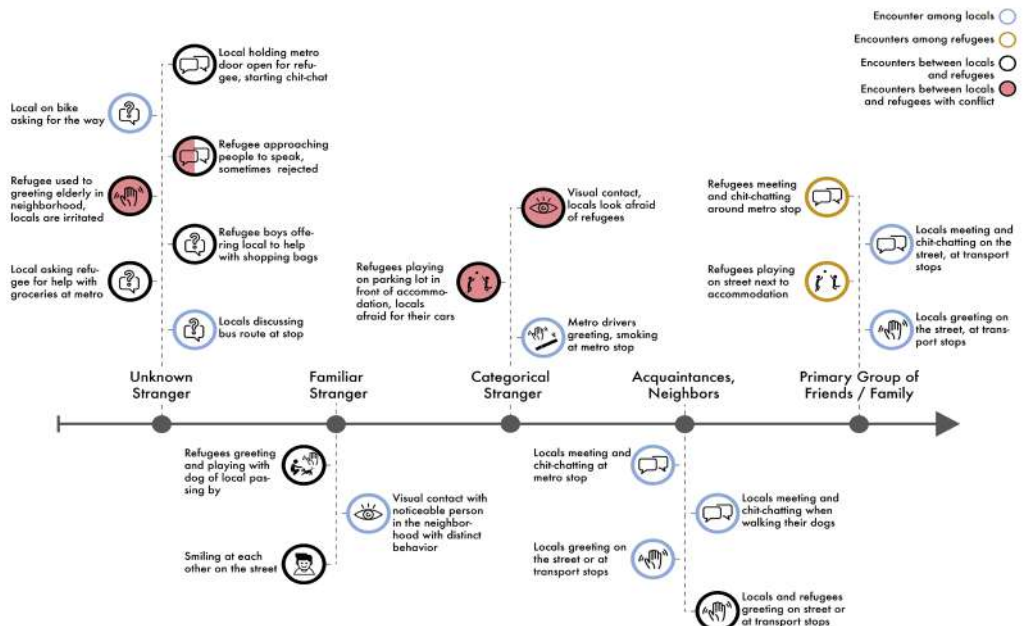 Encounter among locals
Encounters among refugees
Encounters between locals
and refugees
Encounters between locals
and refugees with conflict
Local holding metro
door open for refu-
gee, starting chit-chat
Local on bike
asking for the way
Refugee approaching
people to speak,
sometimes rejected
Refugee used to
greeting elderly in
neighborhood,
locals are irritated
Refugee boys offe-
ring local to help
with shopping bags
Local asking refu-
gee for help with
groceries at metro
Locals discussing
bus route at stop
Visual contact,
locals look afraid
of refugees
Refugees playing
on parking lot in
front of accommo-
dation, locals
afraid for their cars
Metro drivers
greeting, smoking
at metro stop
Refugees meeting
and chit-chatting
around metro stop
Locals meeting and
chit-chatting on the
street, at transport
stops
Refugees playing
on street next to
accommodation
Locals greeting on
the street, at trans-
port stops
Unknown
Stranger
Familiar
Stranger
Categorical
Stranger
Acquaintances,
Neighbors
Primary Group of
Friends / Family
Refugees greeting
and playing with
dog of local pas-
sing by
Visual contact with
noticeable person
in the neighbor-
hood with distinct
behavior
Smiling at each
other on the street
Locals meeting and
chit-chatting at
metro stop
Locals meeting and
chit-chatting when
walking their dogs
Locals greeting on
the street or at
transport stops
Locals and refugees
greeting on street or
at transport stops